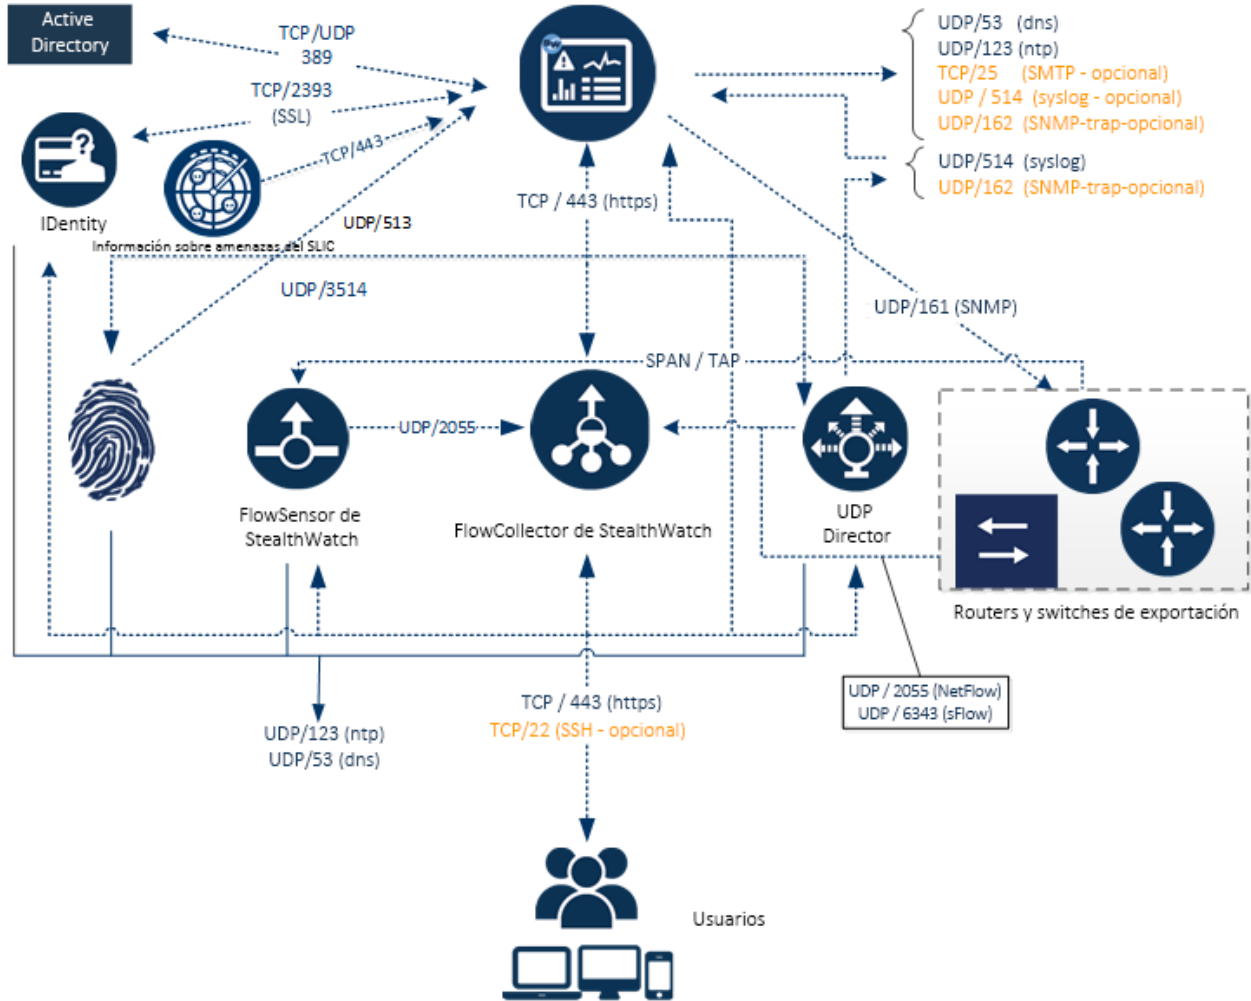 Active
Directory
TCP/UDP
389
TCP/2393
(SSL)
TCP/443
Pw
UDP/53 (dns)
UDP/123 (ntp)
TCP/25 (SMTP - opcional)
UDP / 514 (syslog - opcional)
UDP/162 (SNMP-trap-opcional)
UDP/514 (syslog)
UDP/162 (SNMP-trap-opcional)
IDentity
Información sobre amenazas del SLIC
UDP/513
TCP / 443 (https)
UDP/3514
UDP/161 (SNMP)
SPAN / TAP
UDP/2055
FlowSensor de
StealthWatch
FlowCollector de StealthWatch
UDP
Director
Routers y switches de exportación
UDP / 2055 (NetFlow)
UDP / 6343 (sFlow)
TCP / 443 (https)
TCP/22 (SSH - opcional)
UDP/123 (ntp)
UDP/53 (dns)
Usuarios